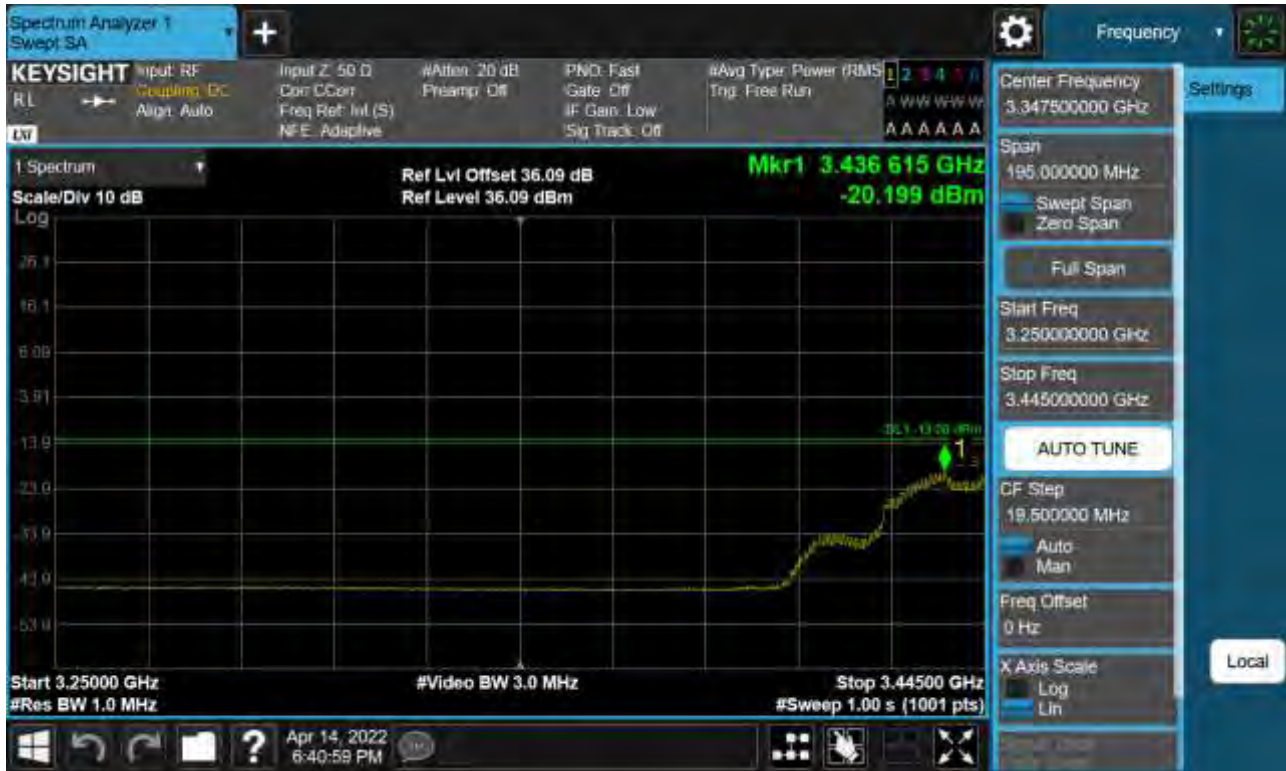 Spectrum Analyzer 1
Swept SA
Frequency
KEYSIGHT
Input: RF
Coupling: DC
Align: Auto
RL
Input Z: 50 Ω
Corr CCorr
Freq Ref: Int (S)
NFE: Adaptive
#Atten: 20 dB
Preamp: Off
PNO: Fast
Gate: Off
IF Gain: Low
Sig Track: Off
#Avg Type: Power (RMS
Trig: Free Run
1 2 3 4 5 6
A W W W W W
A A A A A A
LXI
1 Spectrum
Scale/Div 10 dB
Log
Ref Lvl Offset 36.09 dB
Ref Level 36.09 dBm
Mkr1 3.436 615 GHz
-20.199 dBm
26.1
16.1
6.09
-3.91
-13.9
-23.9
-33.9
-43.9
-53.9
1
Start 3.25000 GHz
#Res BW 1.0 MHz
#Video BW 3.0 MHz
Stop 3.44500 GHz
#Sweep 1.00 s (1001 pts)
Apr 14, 2022
6:40:59 PM
Center Frequency
3.347500000 GHz
Settings
Span
195.000000 MHz
Swept Span
Zero Span
Full Span
Start Freq
3.250000000 GHz
Stop Freq
3.445000000 GHz
AUTO TUNE
CF Step
19.500000 MHz
Auto
Man
Freq Offset
0 Hz
X Axis Scale
Log
Lin
Local